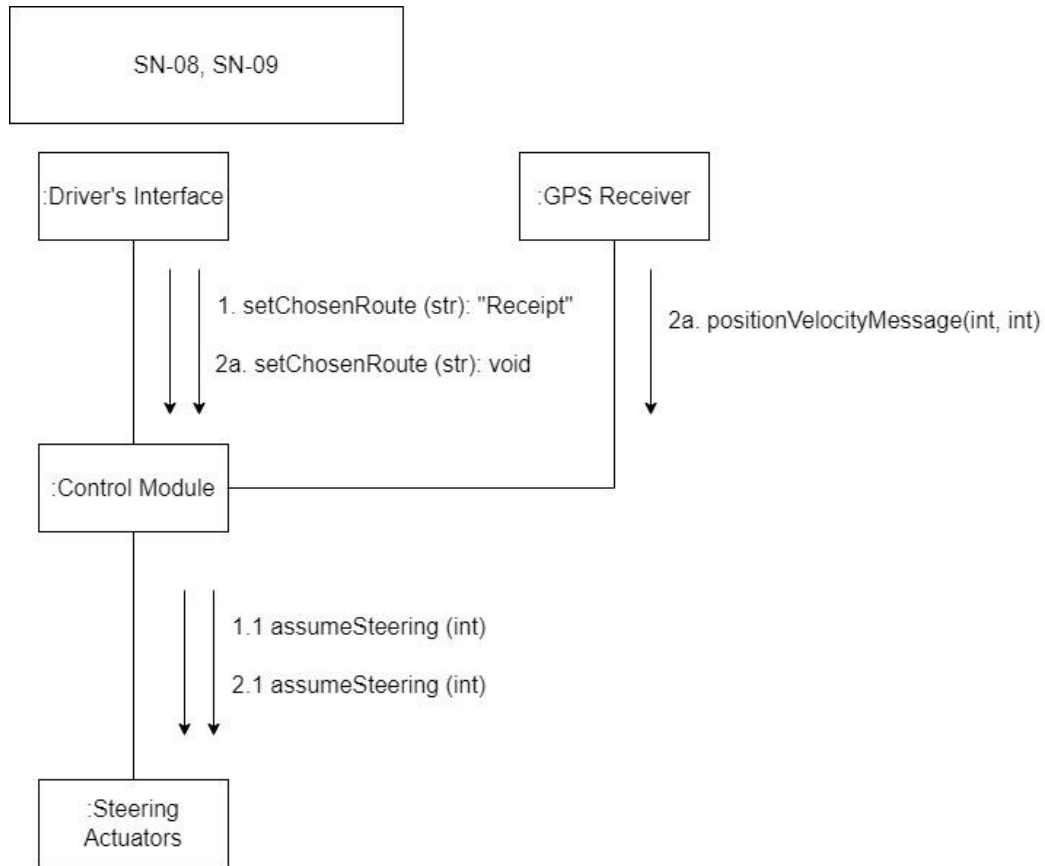 SN-08, SN-09
:Driver's Interface
:GPS Receiver
1. setChosenRoute (str): "Receipt"
2a. positionVelocityMessage(int, int)
2a. setChosenRoute (str): void
:Control Module
1.1 assumeSteering (int)
2.1 assumeSteering (int)
:Steering
Actuators